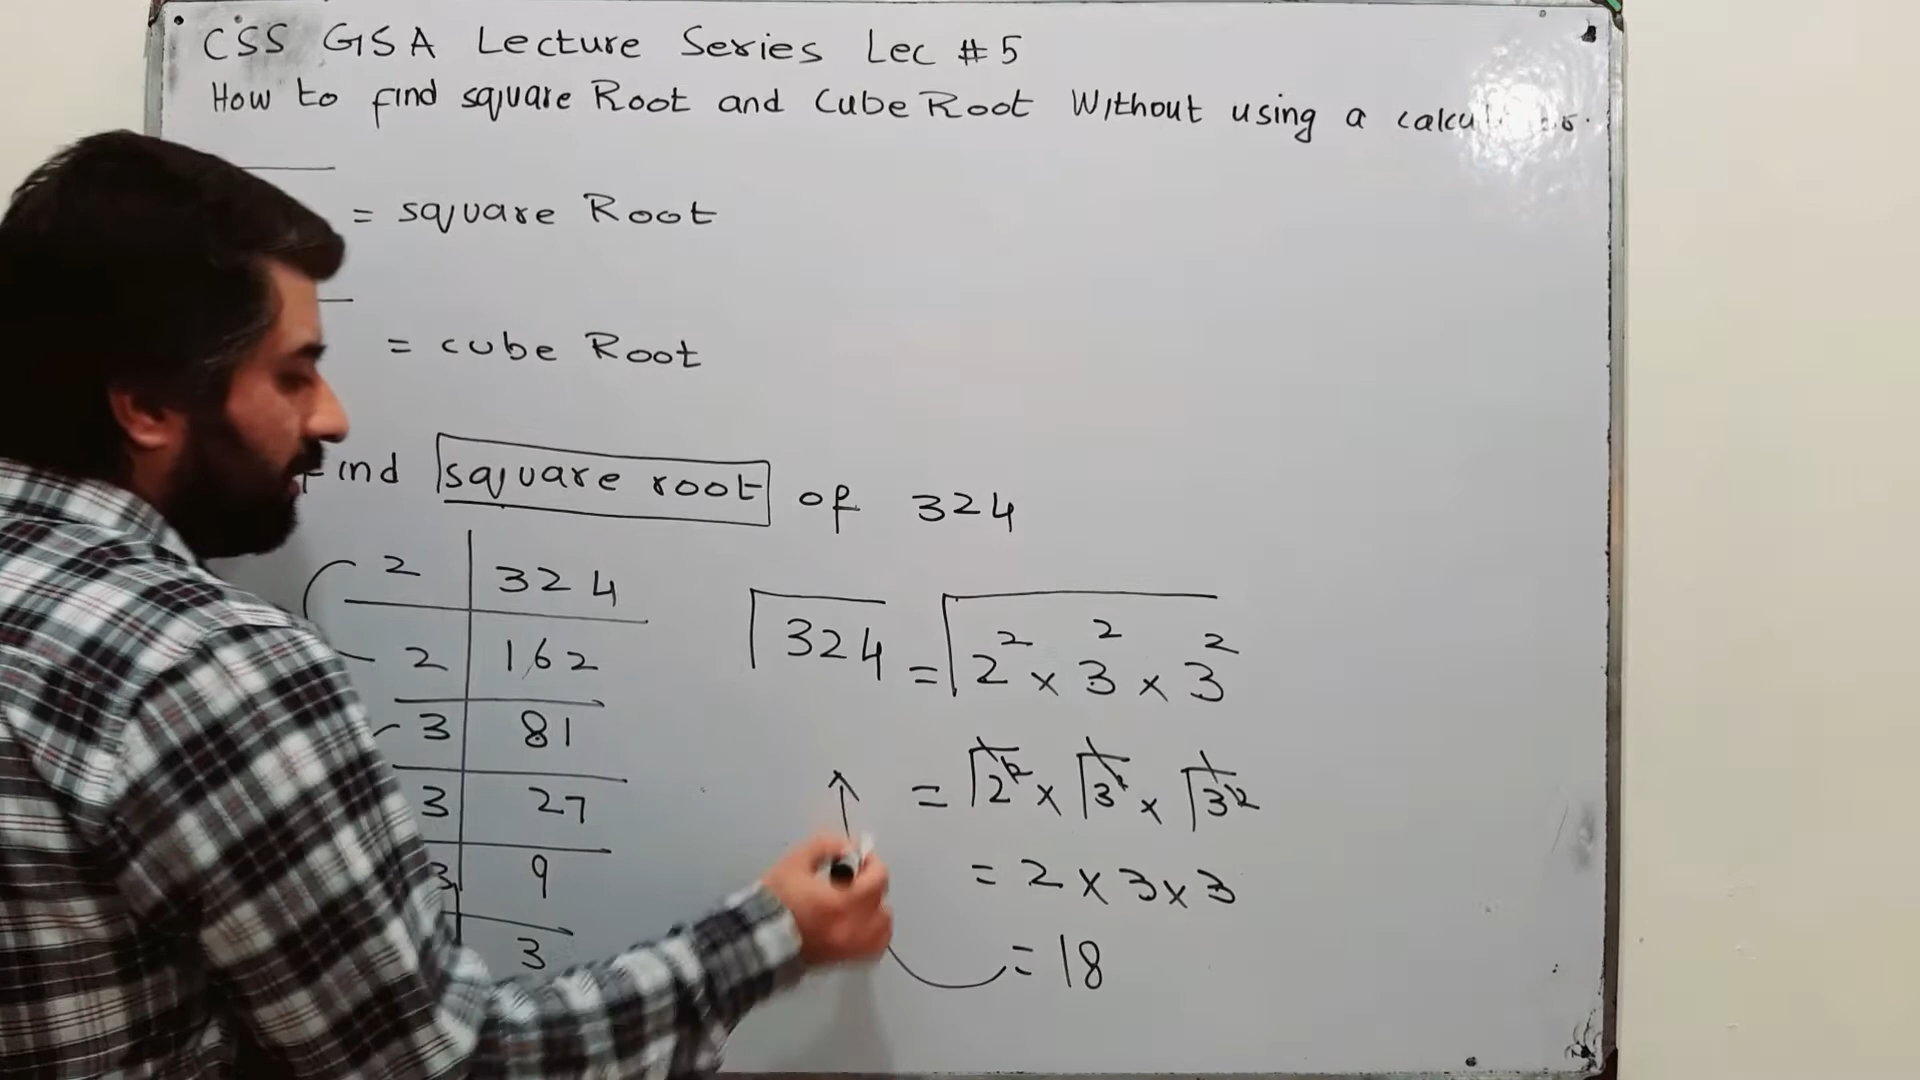 CSS GSA Lecture Series Lec # 5
How to find square Root and Cube Root Without using a
= square Root
= cube Root
Find square root of 324
2 | 324
2 | 162
3 | 81
3 | 27
3 | 9
3
√324 = √2² × 3² × 3²
= √2² × √3² × √3²
= 2 × 3 × 3
= 18